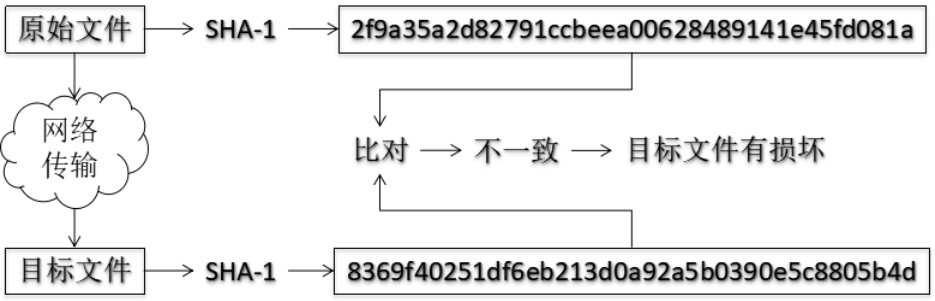 原始文件
SHA-1
2f9a35a2d82791ccbeea00628489141e45fd081a
网络
传输
比对
不一致
目标文件有损坏
目标文件
SHA-1
8369f40251df6eb213d0a92a5b0390e5c8805b4d